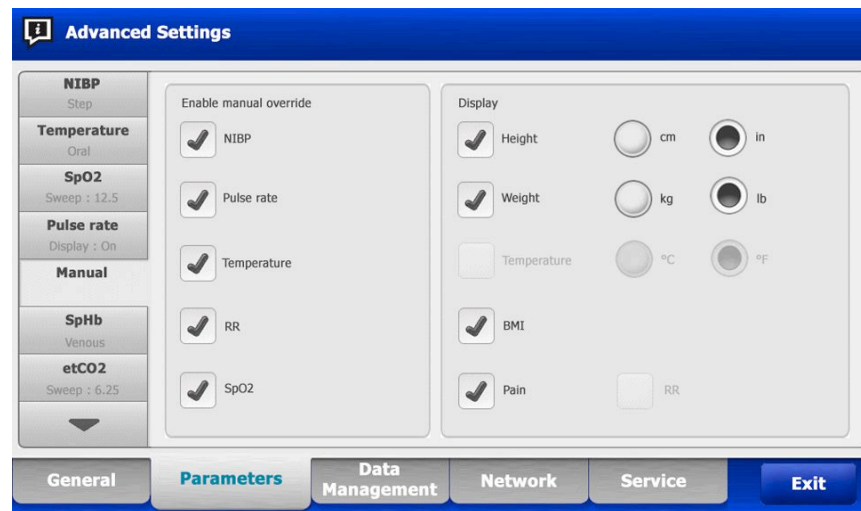 Advanced Settings
NIBP
Step
Temperature
Oral
SpO2
Sweep : 12.5
Pulse rate
Display : On
Manual
SpHb
Venous
etCO2
Sweep : 6.25
Enable manual override
NIBP
Pulse rate
Temperature
RR
SpO2
Display
Height cm in
Weight kg lb
Temperature °C °F
BMI
Pain RR
General Parameters Data Management Network Service Exit